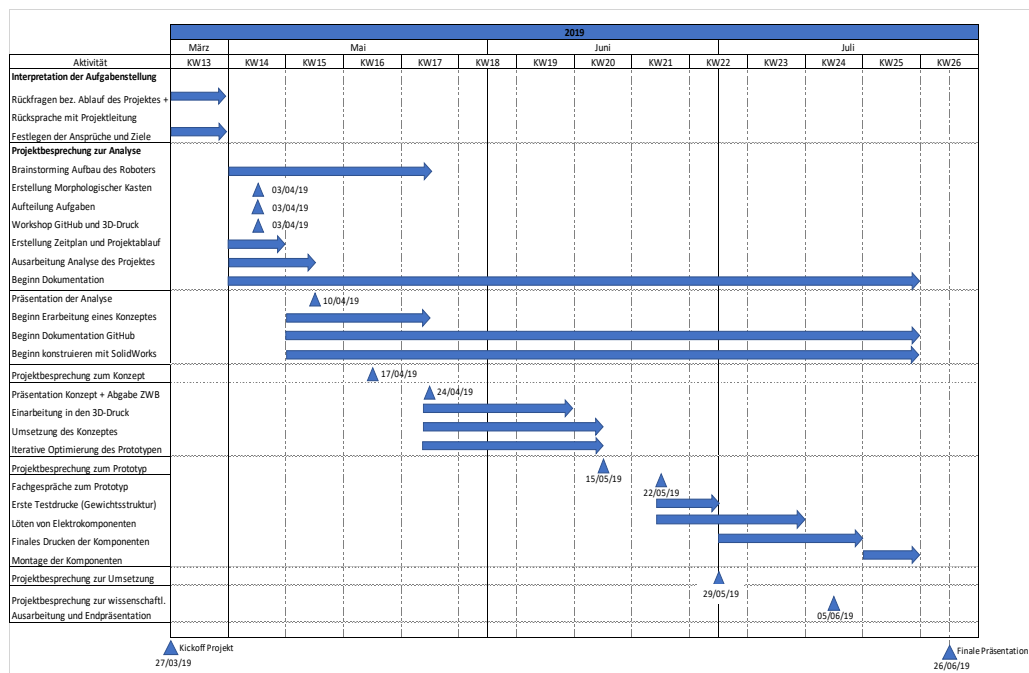 2019
März Mai Juni Juli
Aktivität KW13 KW14 KW15 KW16 KW17 KW18 KW19 KW20 KW21 KW22 KW23 KW24 KW25 KW26
Interpretation der Aufgabenstellung
Rückfragen bez. Ablauf des Projektes +
Rücksprache mit Projektleitung
Festlegen der Ansprüche und Ziele
Projektbesprechung zur Analyse
Brainstorming Aufbau des Roboters
Erstellung Morphologischer Kasten 03/04/19
Aufteilung Aufgaben 03/04/19
Workshop GitHub und 3D-Druck 03/04/19
Erstellung Zeitplan und Projektablauf
Ausarbeitung Analyse des Projektes
Beginn Dokumentation
Präsentation der Analyse 10/04/19
Beginn Erarbeitung eines Konzeptes
Beginn Dokumentation GitHub
Beginn konstruieren mit SolidWorks
Projektbesprechung zum Konzept 17/04/19
Präsentation Konzept + Abgabe ZWB 24/04/19
Einarbeitung in den 3D-Druck
Umsetzung des Konzeptes
Iterative Optimierung des Prototypen
Projektbesprechung zum Prototyp
15/05/19
Fachgespräche zum Prototyp
22/05/19
Erste Testdrucke (Gewichtsstruktur)
Löten von Elektrokomponenten
Finales Drucken der Komponenten
Montage der Komponenten
Projektbesprechung zur Umsetzung
29/05/19
Projektbesprechung zur wissenschaftl.
Ausarbeitung und Endpräsentation 05/06/19
Kickoff Projekt Finale Präsentation
27/03/19 26/06/19